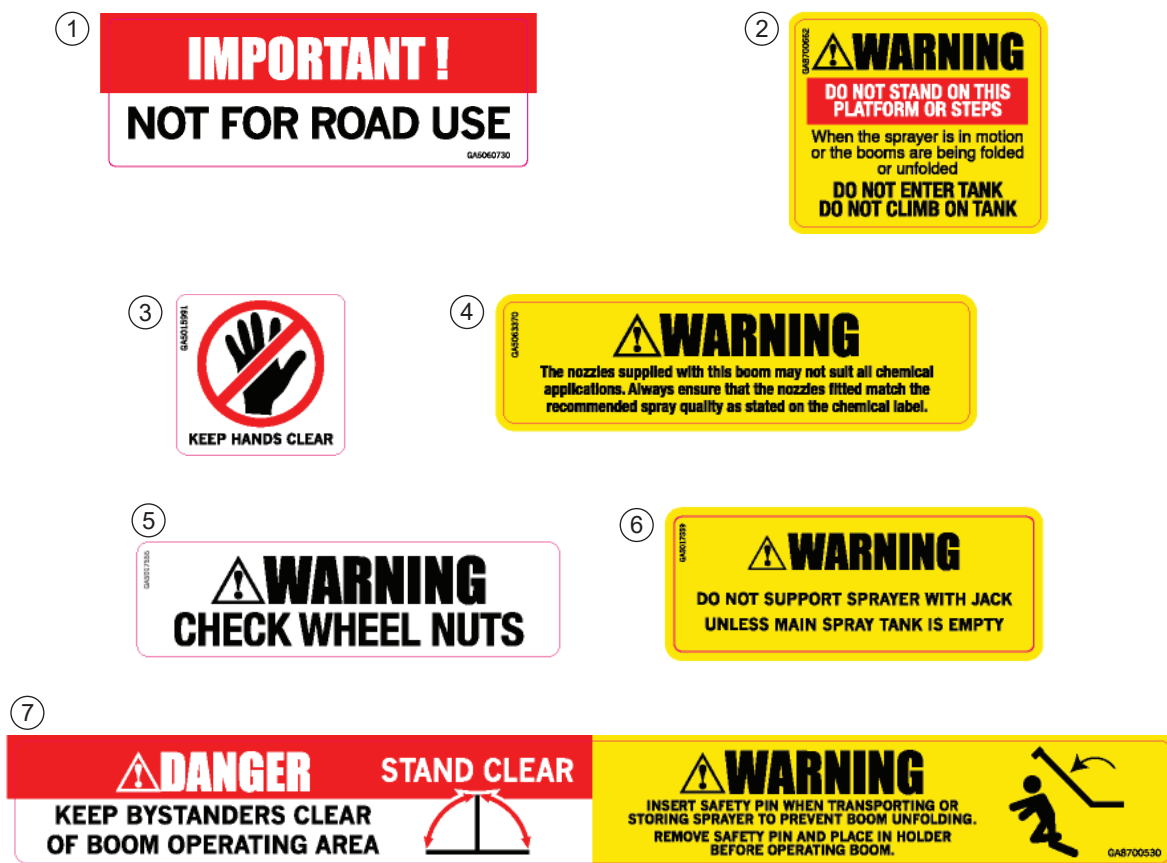 1
IMPORTANT !
NOT FOR ROAD USE
GA5060730
2
GA8700662
WARNING
DO NOT STAND ON THIS
PLATFORM OR STEPS
When the sprayer is in motion
or the booms are being folded
or unfolded
DO NOT ENTER TANK
DO NOT CLIMB ON TANK
3
GA5015991
KEEP HANDS CLEAR
4
GA5063370
WARNING
The nozzles supplied with this boom may not suit all chemical
applications. Always ensure that the nozzles fitted match the
recommended spray quality as stated on the chemical label.
5
WARNING
CHECK WHEEL NUTS
6
WARNING
DO NOT SUPPORT SPRAYER WITH JACK
UNLESS MAIN SPRAY TANK IS EMPTY
7
DANGER
STAND CLEAR
KEEP BYSTANDERS CLEAR
OF BOOM OPERATING AREA
WARNING
INSERT SAFETY PIN WHEN TRANSPORTING OR
STORING SPRAYER TO PREVENT BOOM UNFOLDING.
REMOVE SAFETY PIN AND PLACE IN HOLDER
BEFORE OPERATING BOOM.
GA8700530